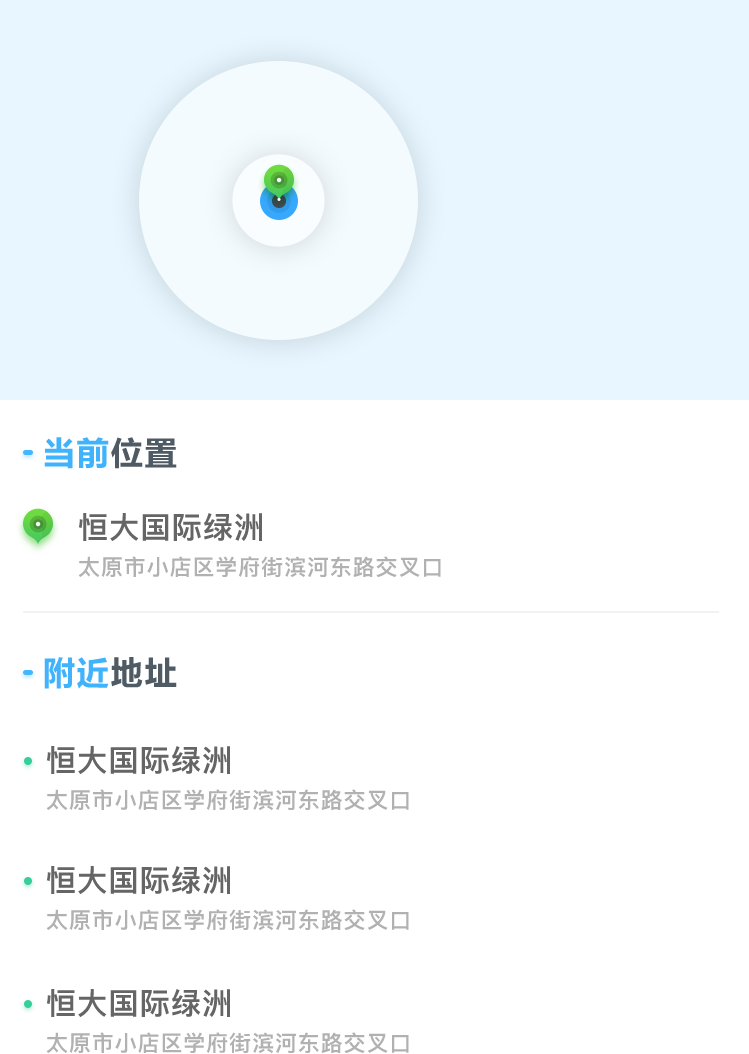 当前位置
恒大国际绿洲
太原市小店区学府街滨河东路交叉口
附近地址
恒大国际绿洲
太原市小店区学府街滨河东路交叉口
恒大国际绿洲
太原市小店区学府街滨河东路交叉口
恒大国际绿洲
太原市小店区学府街滨河东路交叉口